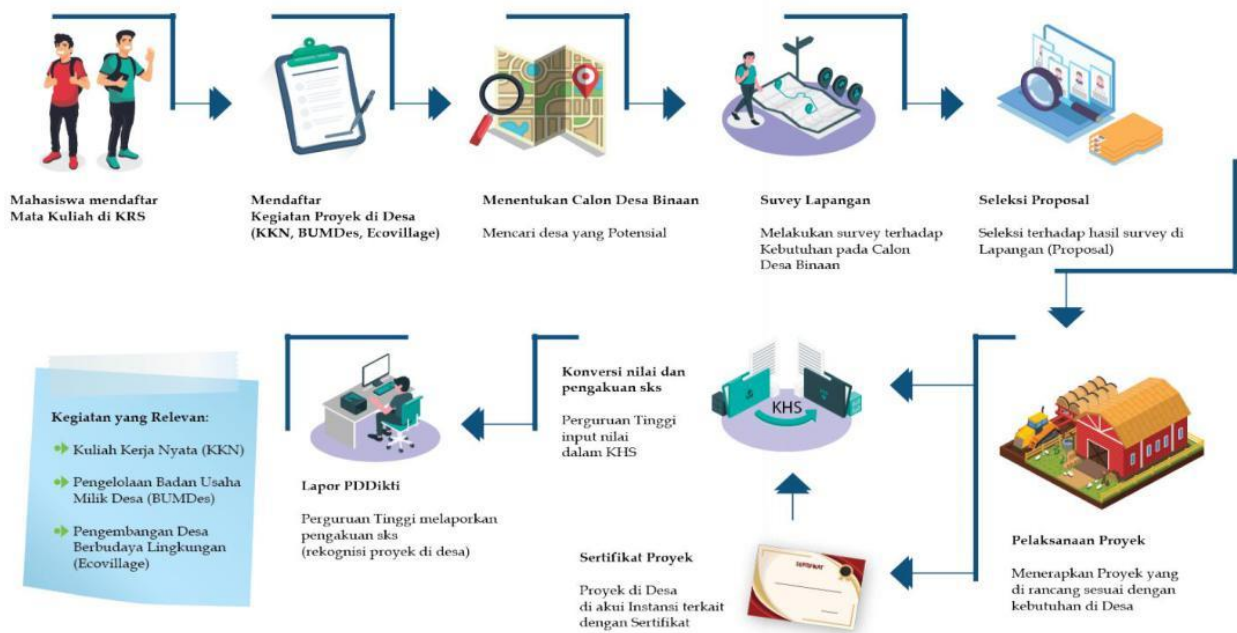 Mahasiswa mendaftar
Mata Kuliah di KRS
Mendaftar
Kegiatan Proyek di Desa
(KKN, BUMDes, Ecovillage)
Menentukan Calon Desa Binaan
Mencari desa yang Potensial
Suvey Lapangan
Melakukan survey terhadap
Kebutuhan pada Calon
Desa Binaan
Seleksi Proposal
Seleksi terhadap hasil survey di
Lapangan (Proposal)
Pelaksanaan Proyek
Menerapkan Proyek yang
di rancang sesuai dengan
kebutuhan di Desa
Konversi nilai dan
pengakuan sks
Perguruan Tinggi
input nilai
dalam KHS
KHS
Sertifikat Proyek
Proyek di Desa
di akui Instansi terkait
dengan Sertifikat
SERTIFIKAT
Lapor PDDikti
Perguruan Tinggi melaporkan
pengakuan sks
(rekognisi proyek di desa)
Kegiatan yang Relevan:
Kuliah Kerja Nyata (KKN)
Pengelolaan Badan Usaha
Milik Desa (BUMDes)
Pengembangan Desa
Berbudaya Lingkungan
(Ecovillage)